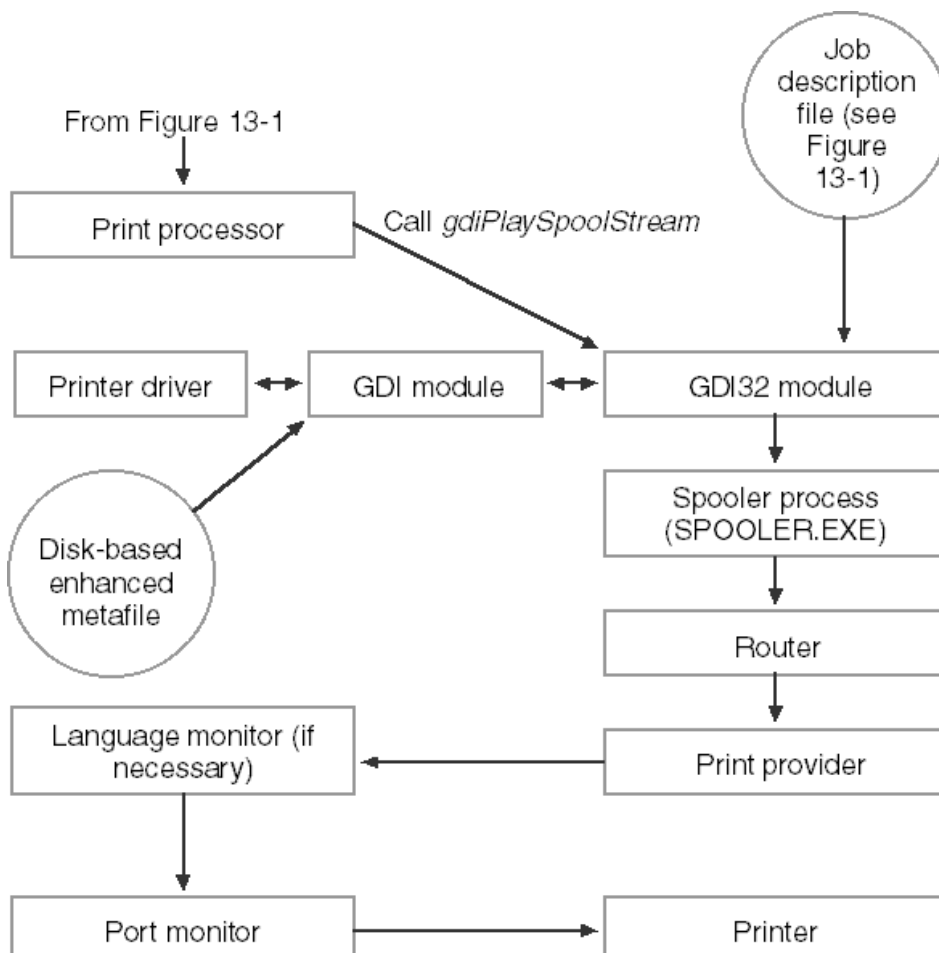 Job
description
file (see
Figure
13-1)
From Figure 13-1
Print processor
Call gdiPlaySpoolStream
Printer driver
GDI module
GDI32 module
Disk-based
enhanced
metafile
Spooler process
(SPOOLER.EXE)
Router
Language monitor (if
necessary)
Print provider
Port monitor
Printer